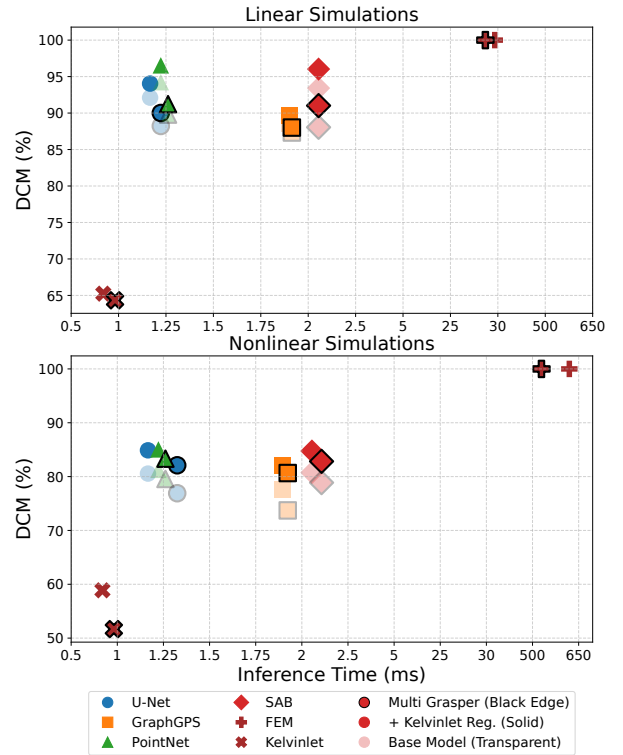 Linear Simulations
100
95
90
85
80
75
70
65
DCM (%)
0.5 1 1.25 1.5 1.75 2 2.5 5 25 30 500 650
Nonlinear Simulations
100
90
80
70
60
50
DCM (%)
0.5 1 1.25 1.5 1.75 2 2.5 5 25 30 500 650
Inference Time (ms)
U-Net SAB Multi Grasper (Black Edge)
GraphGPS FEM + Kelvinlet Reg. (Solid)
PointNet Kelvinlet Base Model (Transparent)